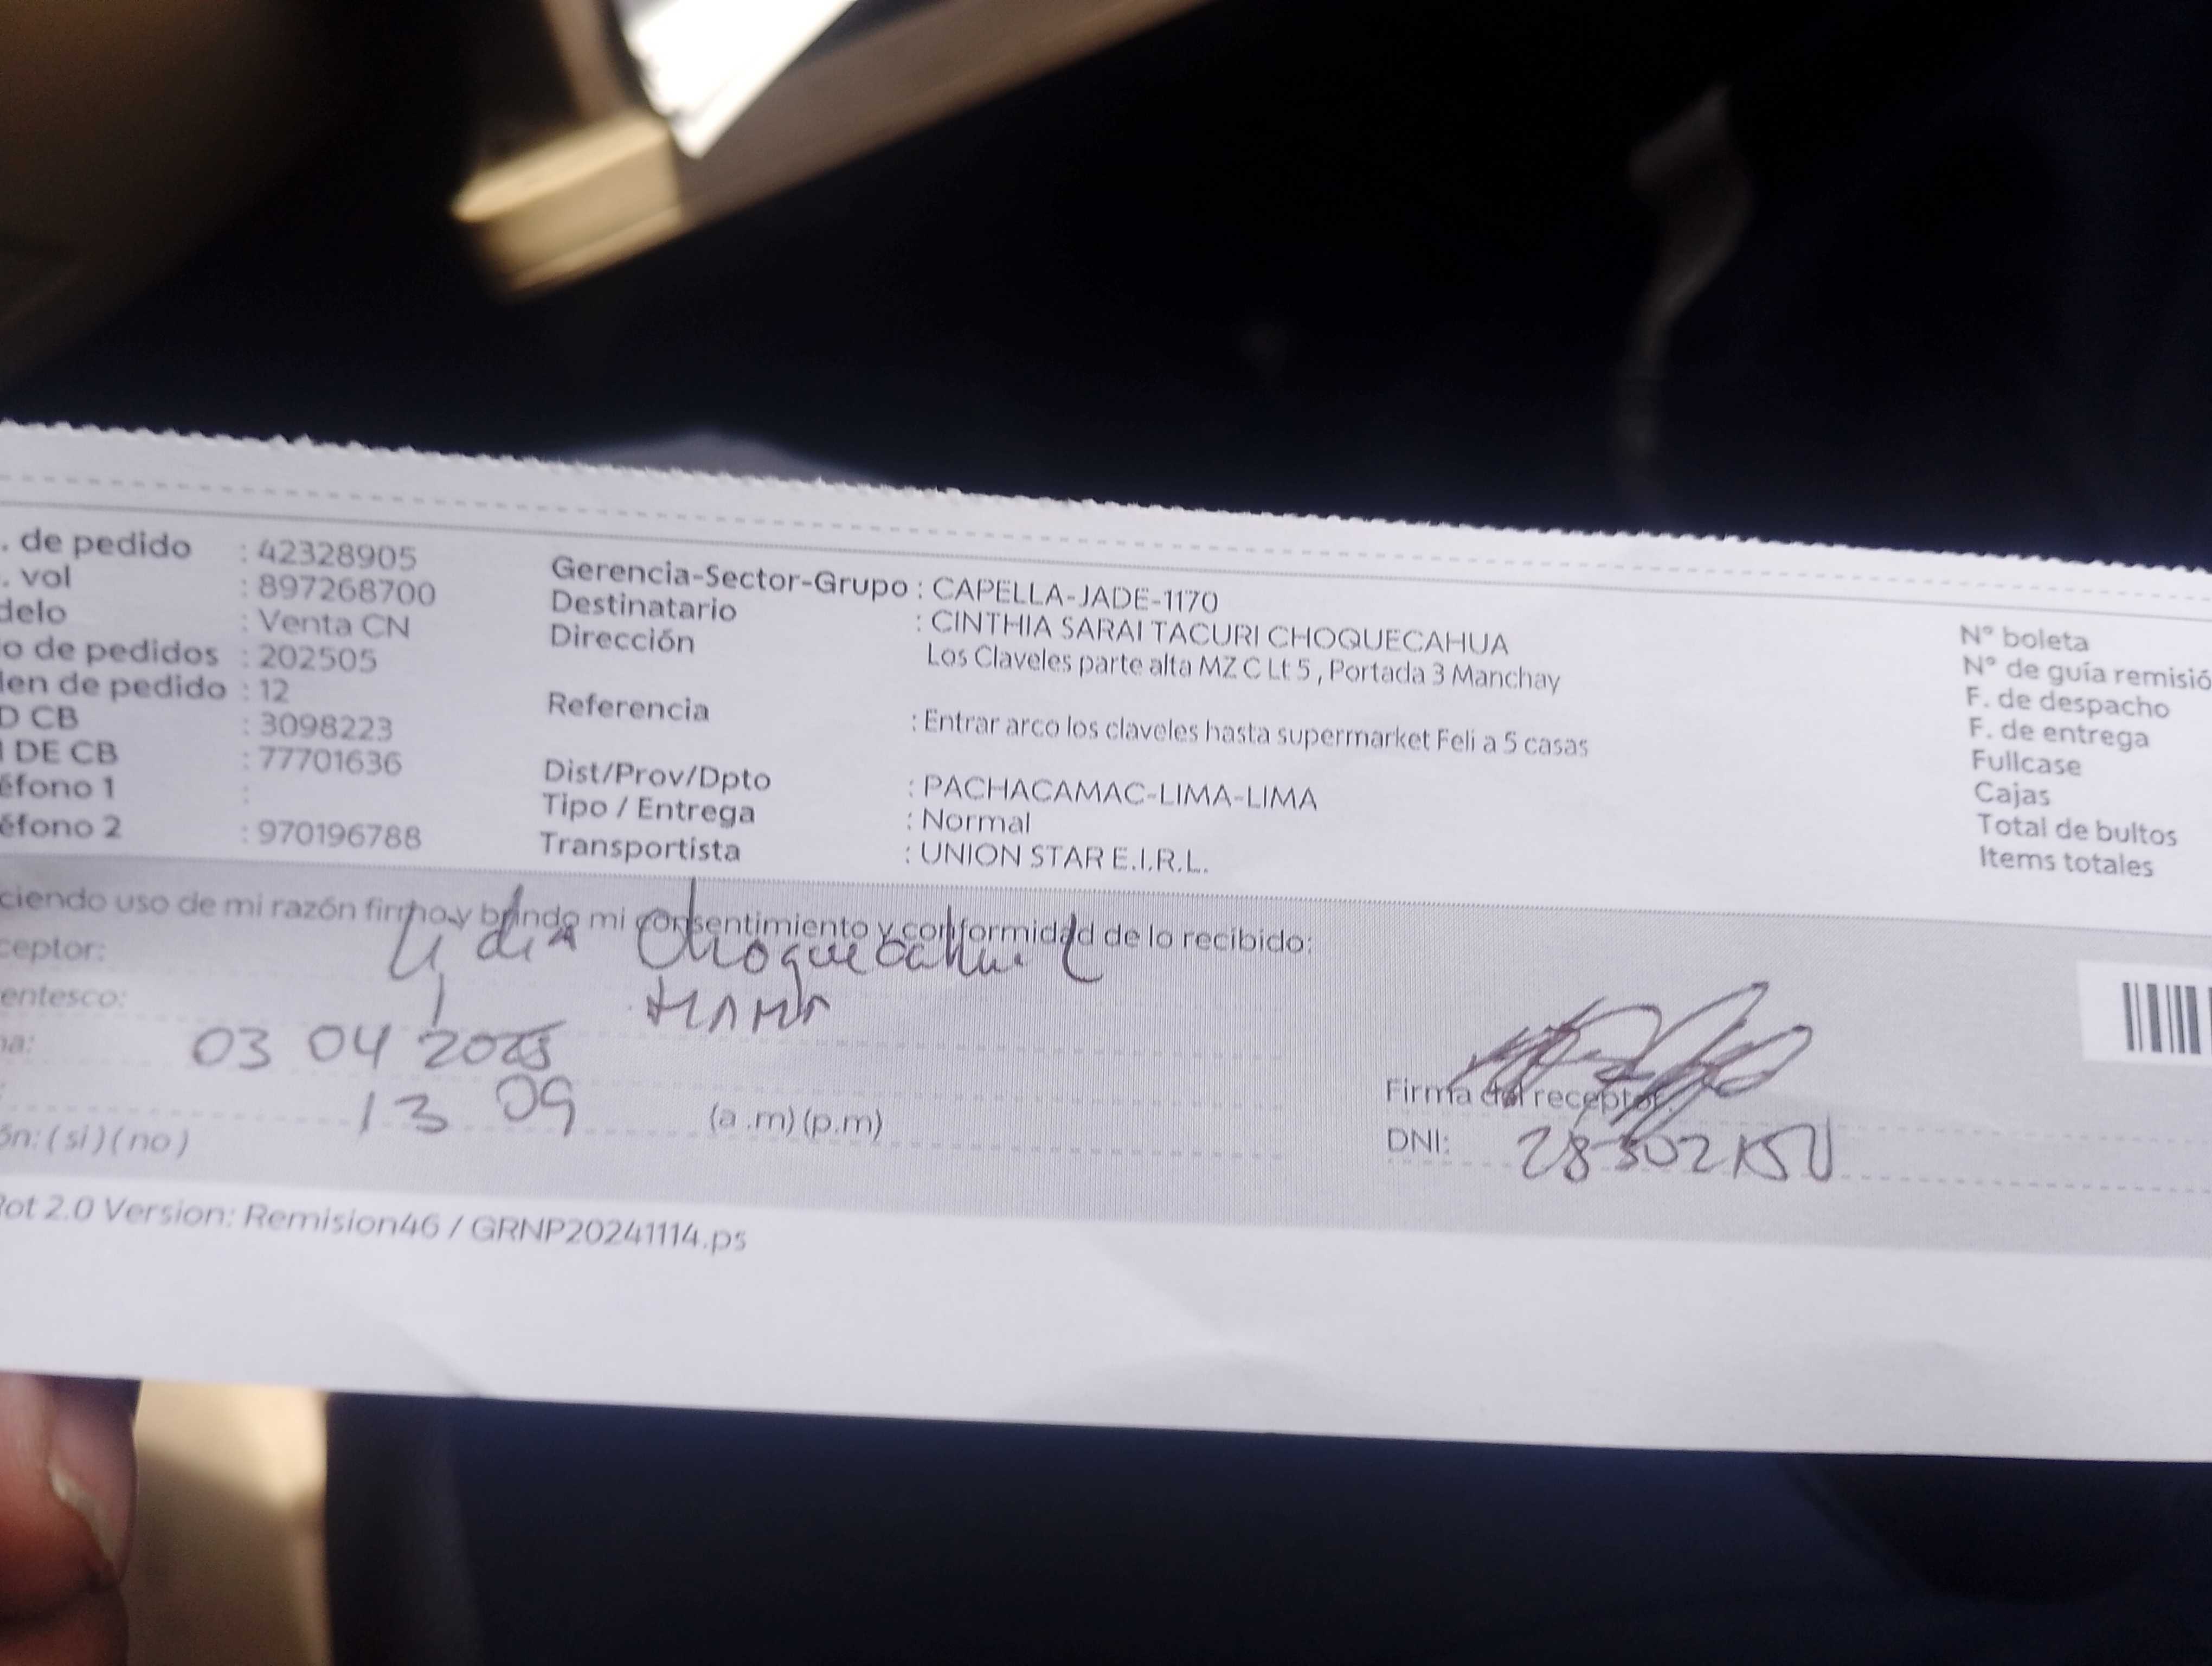 . de pedido : 42328905
. vol : 897268700
delo : Venta CN
o de pedidos : 202505
len de pedido : 12
D CB : 3098223
I DE CB : 77701636
éfono 1 :
éfono 2 : 970196788
Gerencia-Sector-Grupo : CAPELLA-JADE-1170
Destinatario : CINTHIA SARAI TACURI CHOQUECAHUA
Dirección Los Claveles parte alta MZ C Lt 5 , Portada 3 Manchay
Referencia : Entrar arco los claveles hasta supermarket Feli a 5 casas
Dist/Prov/Dpto : PACHACAMAC-LIMA-LIMA
Tipo / Entrega : Normal
Transportista : UNION STAR E.I.R.L.
N° boleta
N° de guía remisió
F. de despacho
F. de entrega
Fullcase
Cajas
Total de bultos
Items totales
ciendo uso de mi razón firmo y brindo mi consentimiento y conformidad de lo recibido:
ceptor: Choquecahua
entesco: MAMA
na: 03 04 2025
13 09 (a .m) (p.m)
ón: ( si ) ( no )
Firma del receptor:
DNI:
Rot 2.0 Version: Remision46 / GRNP20241114.ps